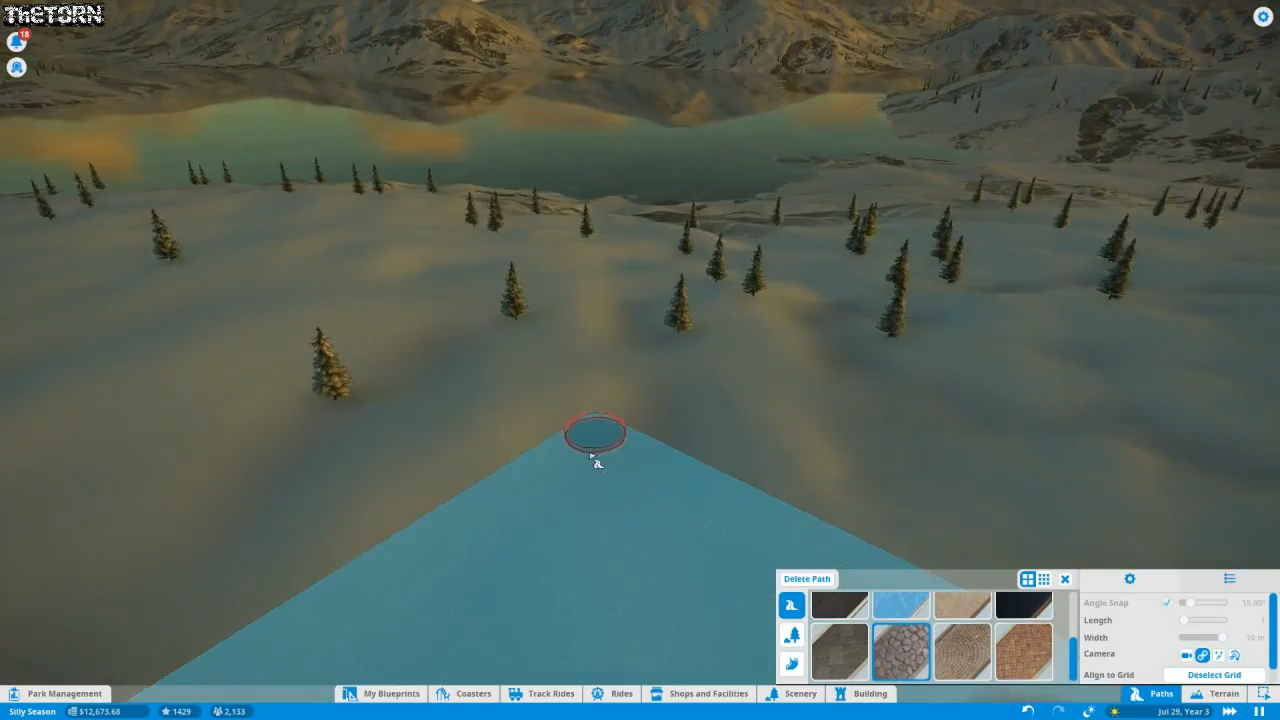 THETORN
18
Delete Path
Angle Snap 15.00°
Length 1
Width 10 m
Camera
Align to Grid Deselect Grid
Park Management My Blueprints Coasters Track Rides Rides Shops and Facilities Scenery Building Paths Terrain
Silly Season $12,673.68 1429 2,133 Jul 29, Year 3